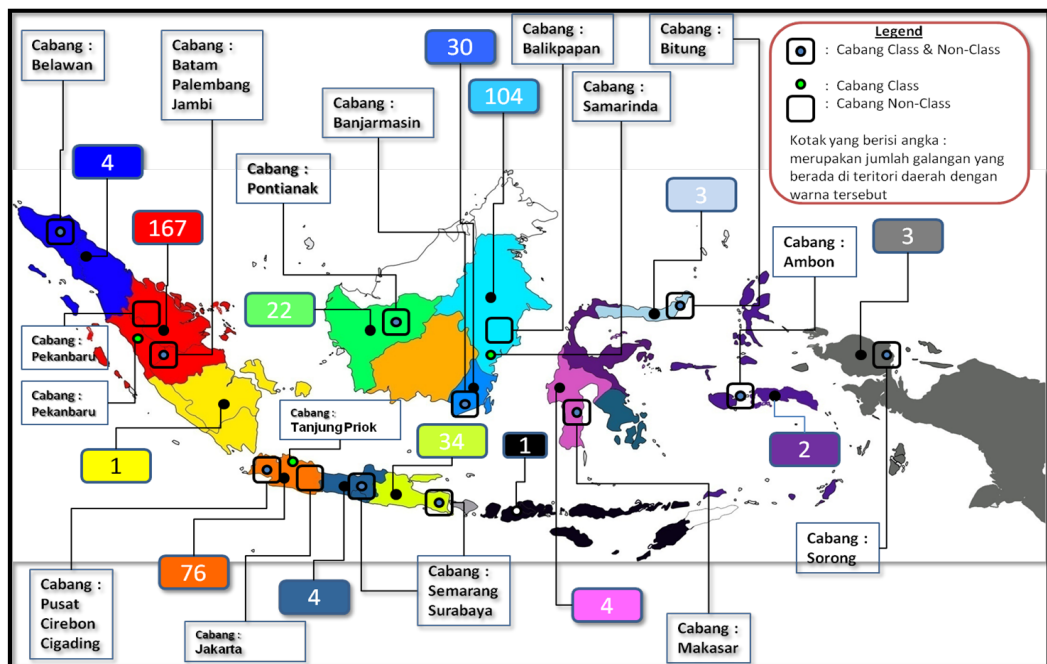 Cabang :
Belawan
Cabang :
Batam
Palembang
Jambi
30
Cabang :
Balikpapan
Cabang :
Bitung
Legend
: Cabang Class & Non-Class
: Cabang Class
: Cabang Non-Class
Kotak yang berisi angka :
merupakan jumlah galangan yang
berada di teritori daerah dengan
warna tersebut
104
Cabang :
Samarinda
Cabang :
Banjarmasin
4
Cabang :
Pontianak
3
167
3
Cabang :
Ambon
22
Cabang :
Pekanbaru
Cabang :
Pekanbaru
Cabang :
Tanjung Priok
1
34
1
2
Cabang :
Sorong
76
4
Cabang :
Semarang
Surabaya
4
Cabang :
Pusat
Cirebon
Cigading
Cabang :
Jakarta
Cabang :
Makasar